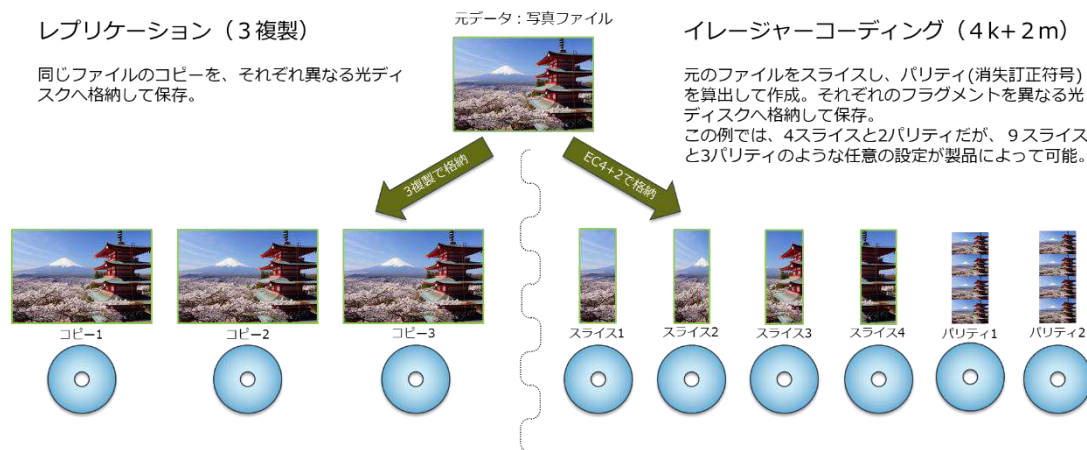 元データ：写真ファイル
レプリケーション（３複製）
同じファイルのコピーを、それぞれ異なる光ディ
スクへ格納して保存。
イレージャーコーディング（４k+２m）
元のファイルをスライスし、パリティ(消失訂正符号)
を算出して作成。それぞれのフラグメントを異なる光
ディスクへ格納して保存。
この例では、4スライスと2パリティだが、９スライス
と3パリティのような任意の設定が製品によって可能。
3複製で格納
EC4+2で格納
コピー1
コピー2
コピー3
スライス1
スライス2
スライス3
スライス4
パリティ1
パリティ2